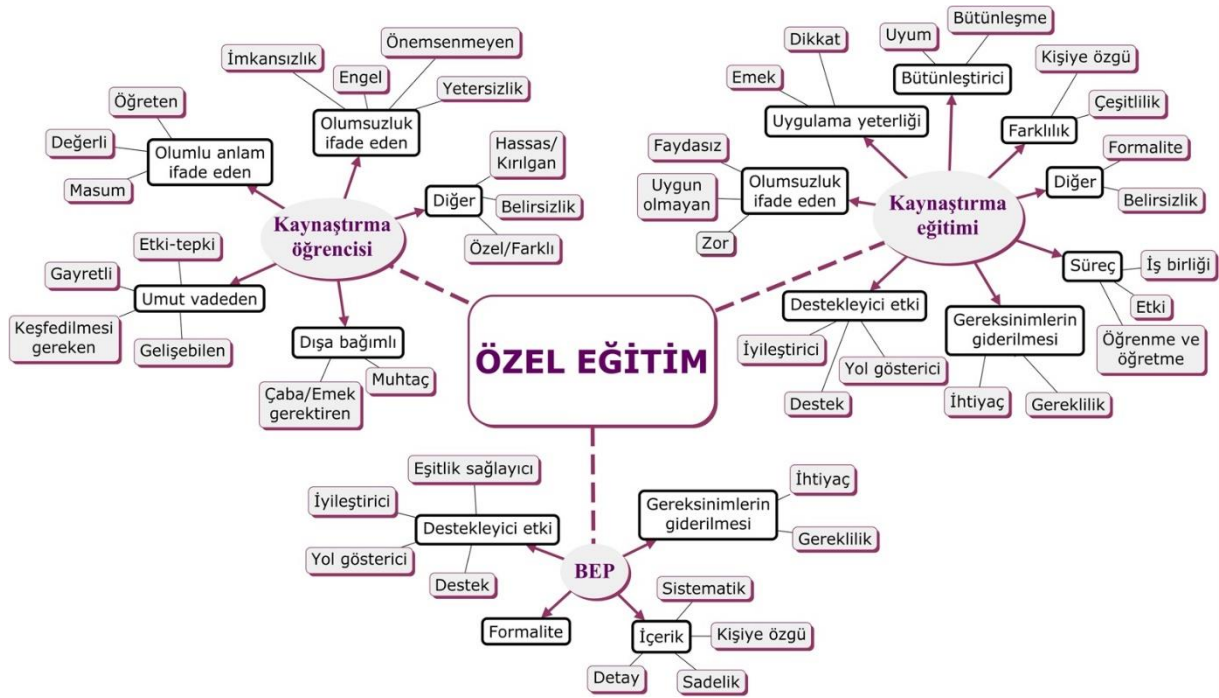 Önemsenmeyen
İmkansızlık
Engel
Yetersizlik
Olumsuzluk
ifade eden
Öğreten
Değerli
Olumlu anlam
ifade eden
Masum
Hassas/
Kırılgan
Diğer
Belirsizlik
Özel/Farklı
Kaynaştırma
öğrencisi
Etki-tepki
Gayretli
Umut vadeden
Keşfedilmesi
gereken
Gelişebilen
Dışa bağımlı
Çaba/Emek
gerektiren
Muhtaç
Bütünleşme
Uyum
Bütünleştirici
Dikkat
Emek
Uygulama yeterliği
Kişiye özgü
Çeşitlilik
Farklılık
Formalite
Diğer
Belirsizlik
Faydasız
Uygun
olmayan
Olumsuzluk
ifade eden
Zor
Kaynaştırma
eğitimi
Süreç
İş birliği
Etki
Öğrenme ve
öğretme
Destekleyici etki
İyileştirici
Yol gösterici
Destek
Gereksinimlerin
giderilmesi
İhtiyaç
Gereklilik
ÖZEL EĞİTİM
Eşitlik sağlayıcı
İyileştirici
Destekleyici etki
Yol gösterici
Destek
İhtiyaç
Gereksinimlerin
giderilmesi
Gereklilik
BEP
Formalite
Sistematik
İçerik
Kişiye özgü
Detay
Sadelik